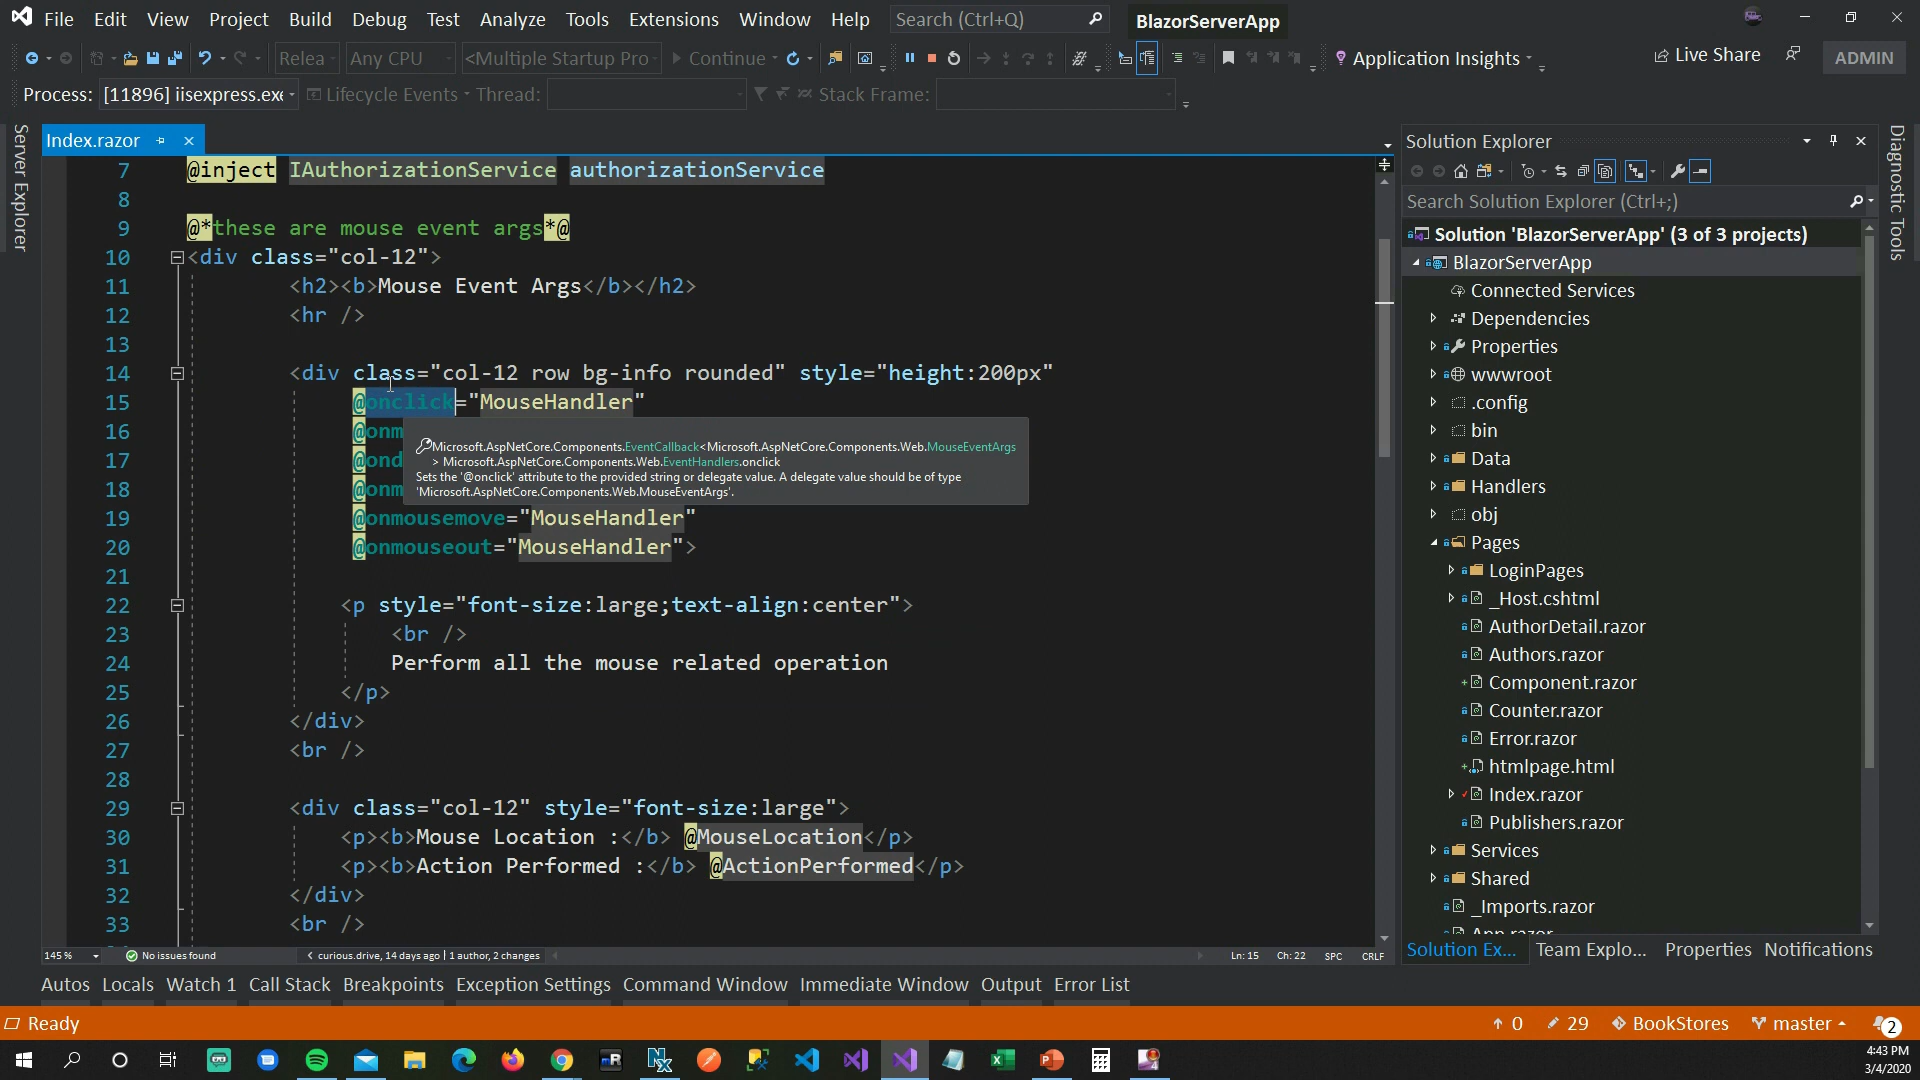 File Edit View Project Build Debug Test Analyze Tools Extensions Window Help Search (Ctrl+Q) BlazorServerApp
Relea Any CPU <Multiple Startup Pro Continue Application Insights Live Share ADMIN
Process: [11896] iisexpress.exe Lifecycle Events Thread: Stack Frame:
Server Explorer
Index.razor
7 @inject IAuthorizationService authorizationService
8
9 @*these are mouse event args*@
10 <div class="col-12">
11 <h2><b>Mouse Event Args</b></h2>
12 <hr />
13
14 <div class="col-12 row bg-info rounded" style="height:200px"
15 @onclick="MouseHandler"
16 @onm
17 @ond
18 @onm
Microsoft.AspNetCore.Components.EventCallback<Microsoft.AspNetCore.Components.Web.MouseEventArgs
> Microsoft.AspNetCore.Components.Web.EventHandlers.onclick
Sets the '@onclick' attribute to the provided string or delegate value. A delegate value should be of type
'Microsoft.AspNetCore.Components.Web.MouseEventArgs'.
19 @onmousemove="MouseHandler"
20 @onmouseout="MouseHandler">
21
22 <p style="font-size:large;text-align:center">
23 <br />
24 Perform all the mouse related operation
25 </p>
26 </div>
27 <br />
28
29 <div class="col-12" style="font-size:large">
30 <p><b>Mouse Location :</b> @MouseLocation</p>
31 <p><b>Action Performed :</b> @ActionPerformed</p>
32 </div>
33 <br />
145 % No issues found < curious.drive, 14 days ago | 1 author, 2 changes Ln: 15 Ch: 22 SPC CRLF
Solution Explorer
Search Solution Explorer (Ctrl+;)
Solution 'BlazorServerApp' (3 of 3 projects)
BlazorServerApp
Connected Services
Dependencies
Properties
wwwroot
.config
bin
Data
Handlers
obj
Pages
LoginPages
_Host.cshtml
AuthorDetail.razor
Authors.razor
Component.razor
Counter.razor
Error.razor
htmlpage.html
Index.razor
Publishers.razor
Services
Shared
_Imports.razor
App.razor
Solution Ex... Team Explo... Properties Notifications
Diagnostic Tools
Autos Locals Watch 1 Call Stack Breakpoints Exception Settings Command Window Immediate Window Output Error List
Ready 0 29 BookStores master 2
4:43 PM
3/4/2020